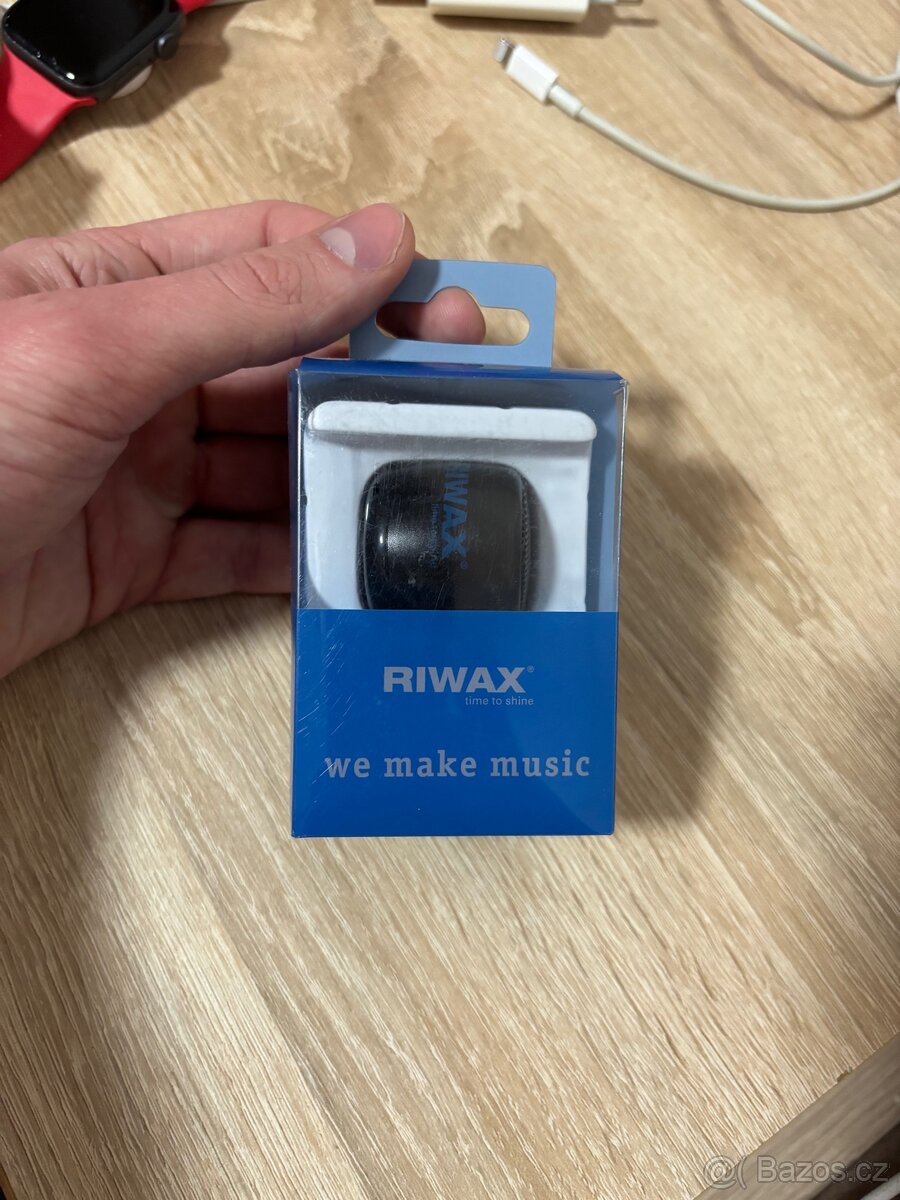 RIWAX®
RIWAX®
time to shine
we make music
@( Bazos.cz